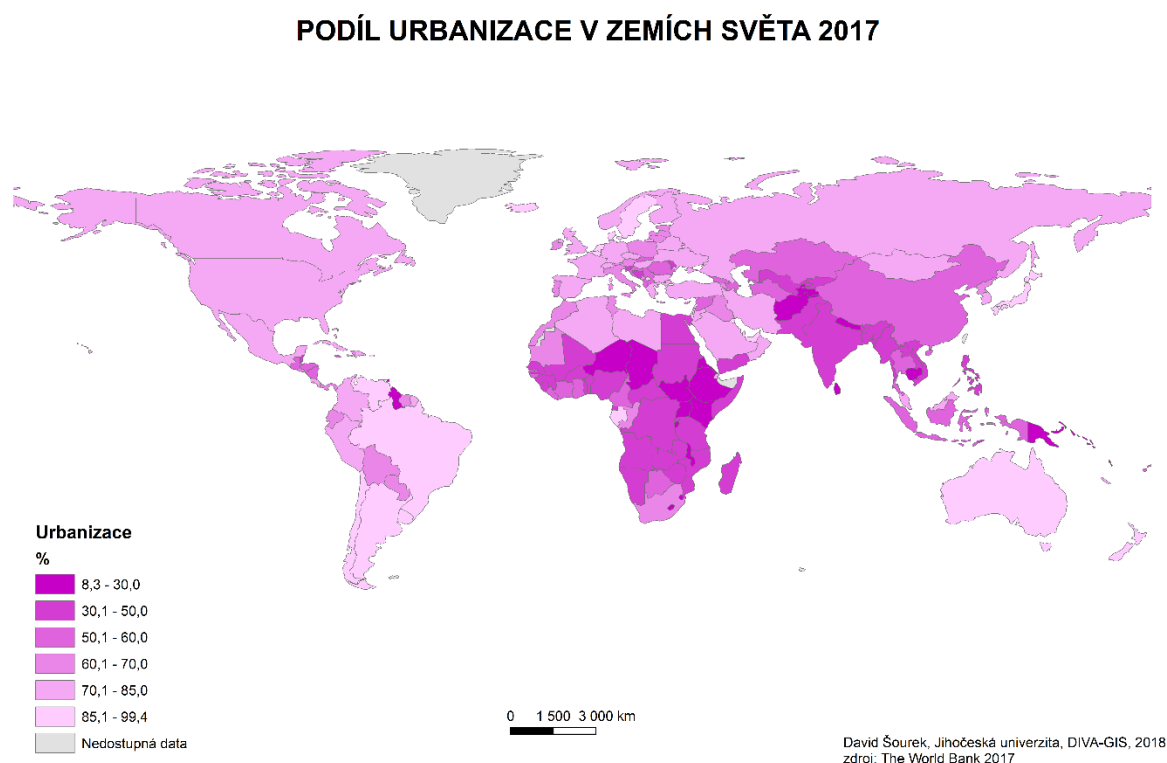 PODÍL URBANIZACE V ZEMÍCH SVĚTA 2017
Urbanizace
%
8,3 - 30,0
30,1 - 50,0
50,1 - 60,0
60,1 - 70,0
70,1 - 85,0
85,1 - 99,4
Nedostupná data
0 1 500 3 000 km
David Šourek, Jihočeská univerzita, DIVA-GIS, 2018
zdroj: The World Bank 2017